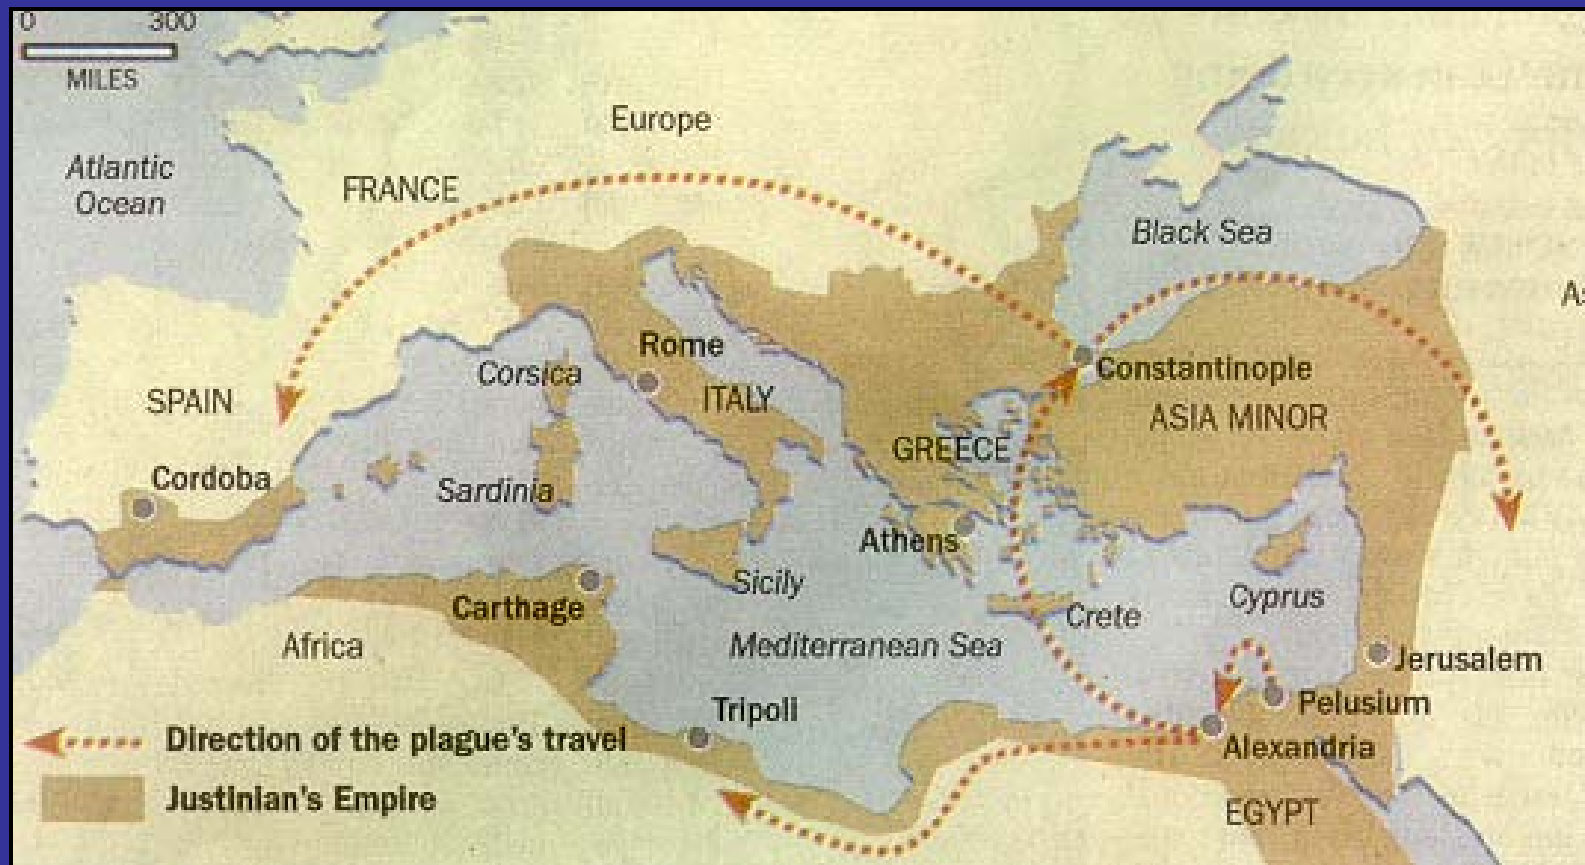 0 300
MILES
Europe
Atlantic
Ocean
FRANCE
Black Sea
Rome
Corsica
Constantinople
SPAIN
ITALY
ASIA MINOR
GREECE
Cordoba
Sardinia
Athens
Sicily
Cyprus
Carthage
Crete
Africa
Mediterranean Sea
Jerusalem
Pelusium
Tripoli
Direction of the plague's travel
Alexandria
Justinian's Empire
EGYPT